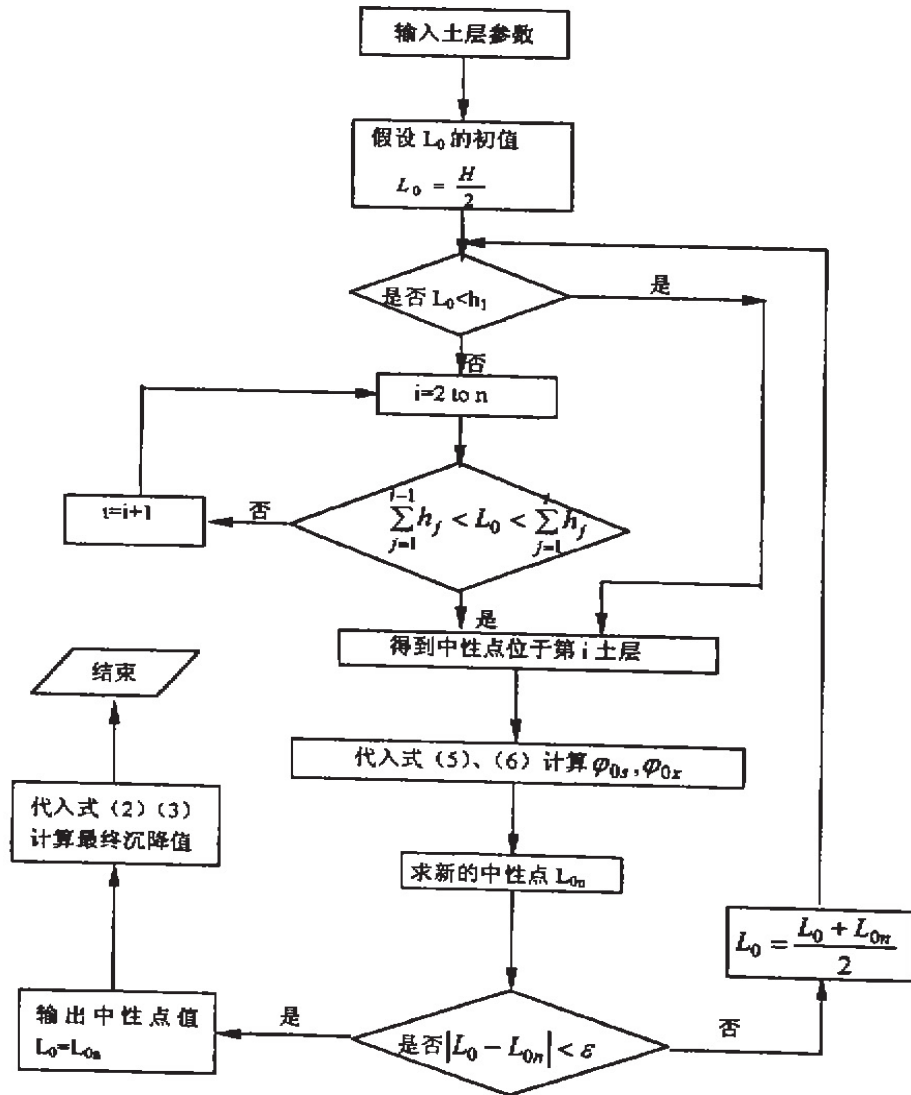 输入土层参数
假设 L₀ 的初值
L₀ = H/2
是否 L₀<h₁
是
否
i=2 to n
∑_{j=1}^{i-1} h_j < L₀ < ∑_{j=1}^{i} h_j
否
i=i+1
是
得到中性点位于第 i 土层
结束
代入式（5）、（6）计算 φ₀ₛ , φ₀ₓ
代入式（2）（3）
计算最终沉降值
求新的中性点 L₀ₙ
L₀ = (L₀ + L₀ₙ)/2
输出中性点值
L₀=L₀ₙ
是
是否|L₀ − L₀ₙ| < ε
否